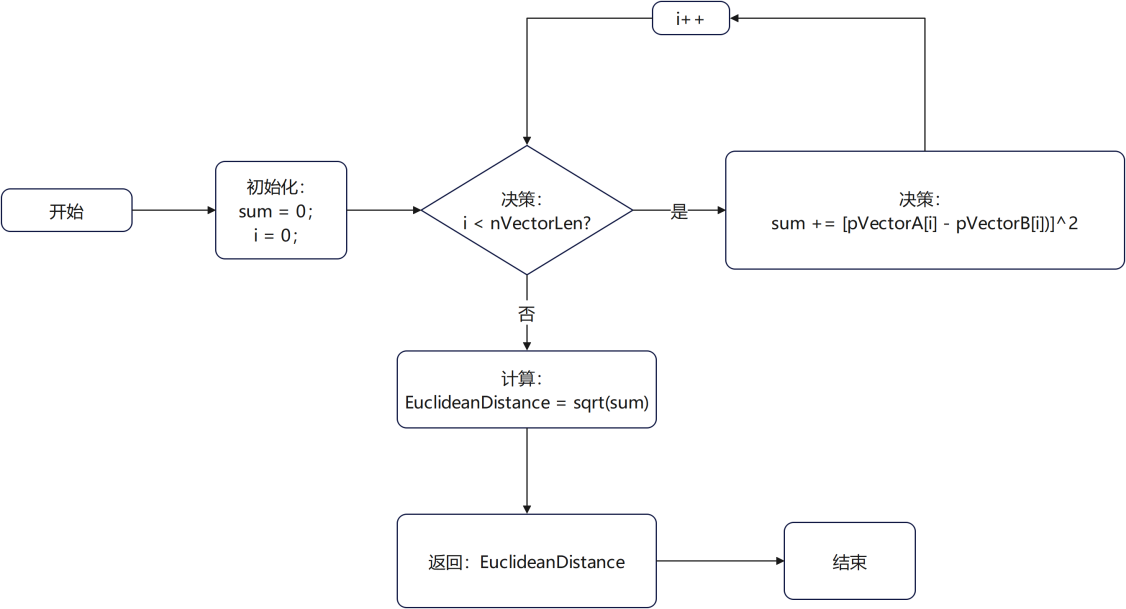 i++
开始
初始化：
sum = 0；
i = 0；
决策：
i < nVectorLen?
是
决策：
sum += [pVectorA[i] - pVectorB[i])]^2
否
计算：
EuclideanDistance = sqrt(sum)
返回：EuclideanDistance
结束